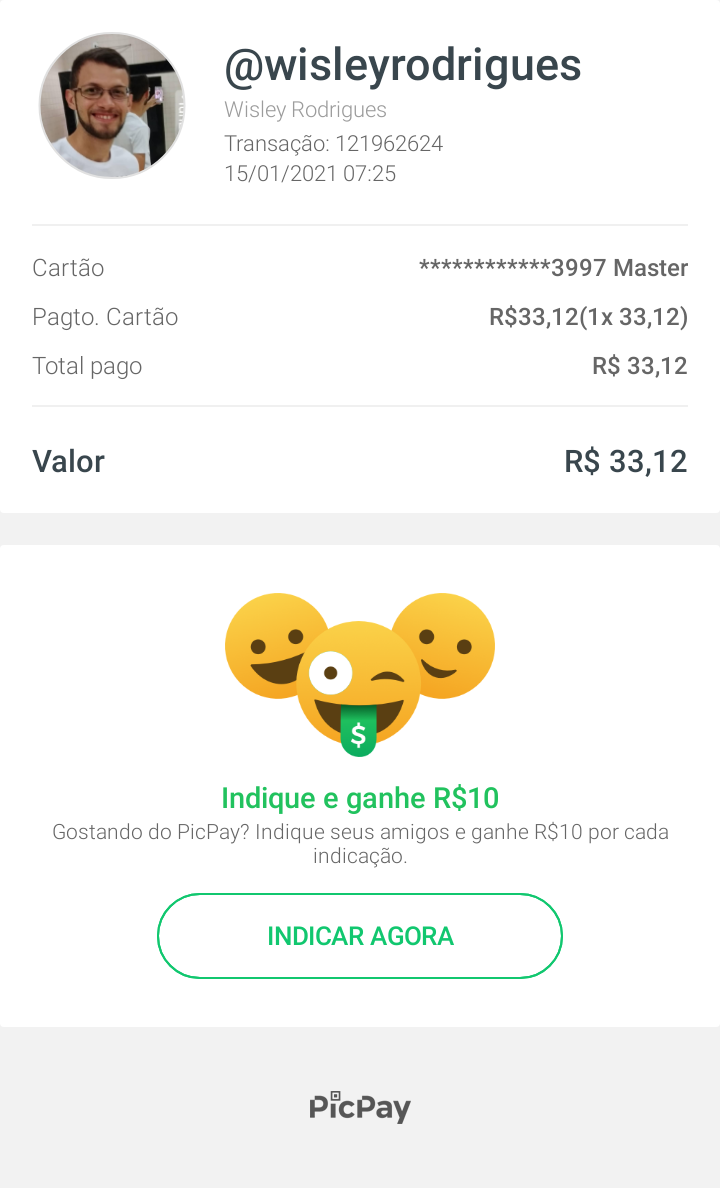 @wisleyrodrigues
Wisley Rodrigues
Transação: 121962624
15/01/2021 07:25
Cartão ************3997 Master
Pagto. Cartão R$33,12(1x 33,12)
Total pago R$ 33,12
Valor R$ 33,12
$
Indique e ganhe R$10
Gostando do PicPay? Indique seus amigos e ganhe R$10 por cada
indicação.
INDICAR AGORA
PicPay